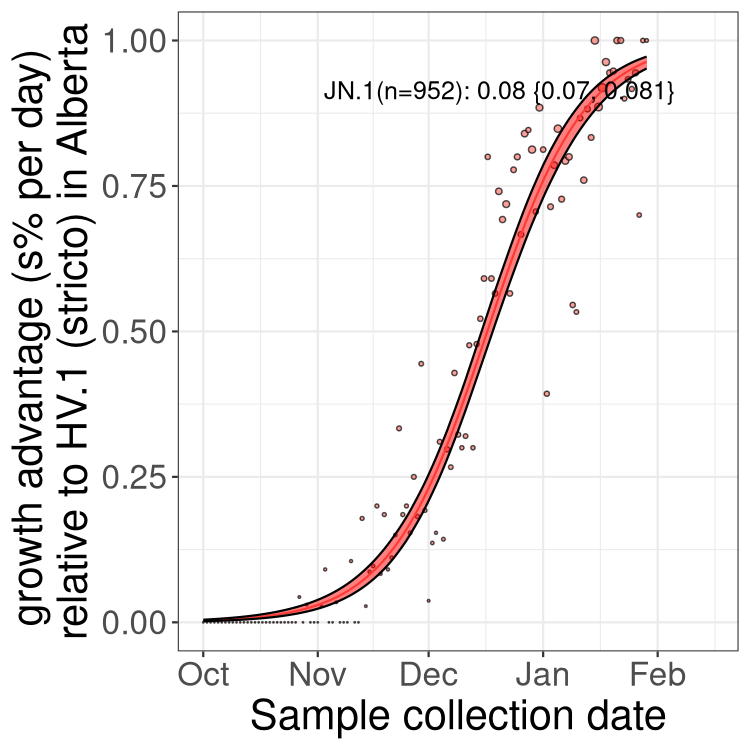 growth advantage (s% per day)
relative to HV.1 (stricto) in Alberta
1.00
0.75
0.50
0.25
0.00
JN.1(n=952): 0.08 {0.07, 0.081}
Oct Nov Dec Jan Feb
Sample collection date